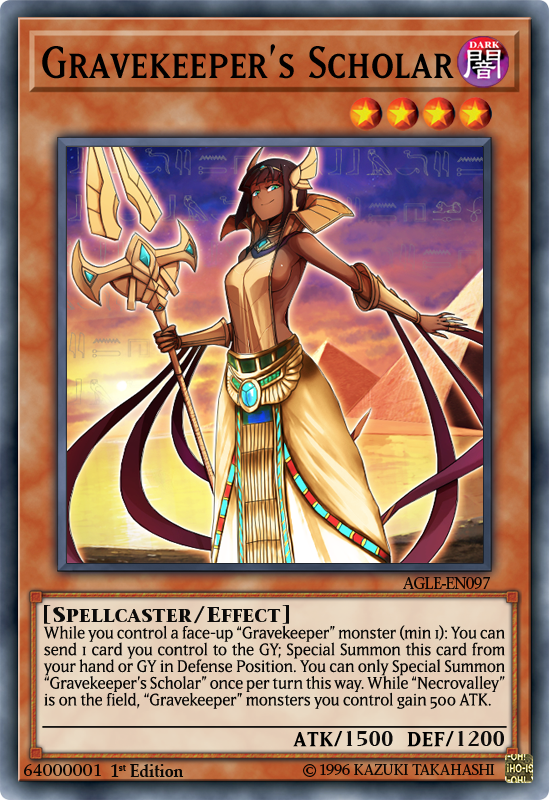 Gravekeeper's Scholar
DARK
闇
AGLE-EN097
[Spellcaster/Effect]
While you control a face-up “Gravekeeper” monster (min 1): You can
send 1 card you control to the GY; Special Summon this card from
your hand or GY in Defense Position. You can only Special Summon
“Gravekeeper's Scholar” once per turn this way. While “Necrovalley”
is on the field, “Gravekeeper” monsters you control gain 500 ATK.
ATK/1500 DEF/1200
64000001 1st Edition © 1996 KAZUKI TAKAHASHI